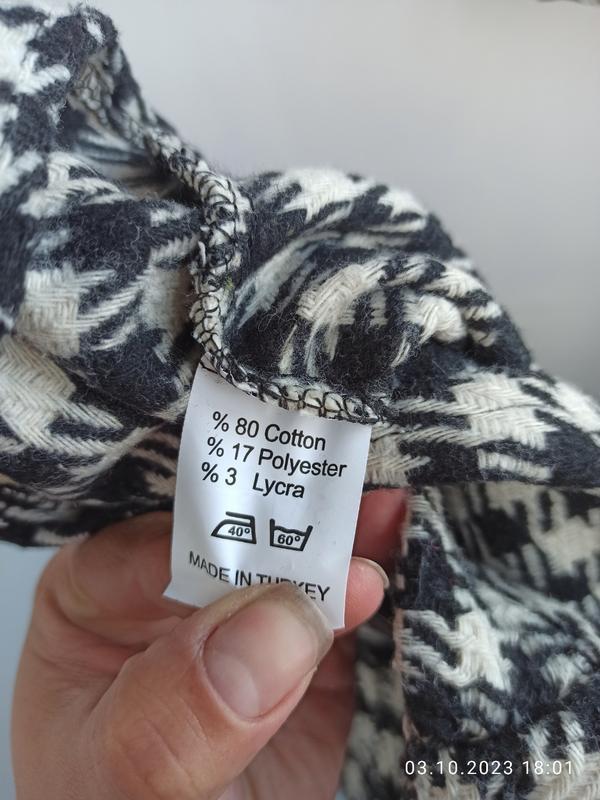 % 80 Cotton
% 17 Polyester
% 3 Lycra
40° 60°
MADE IN TURKEY
03.10.2023 18:01